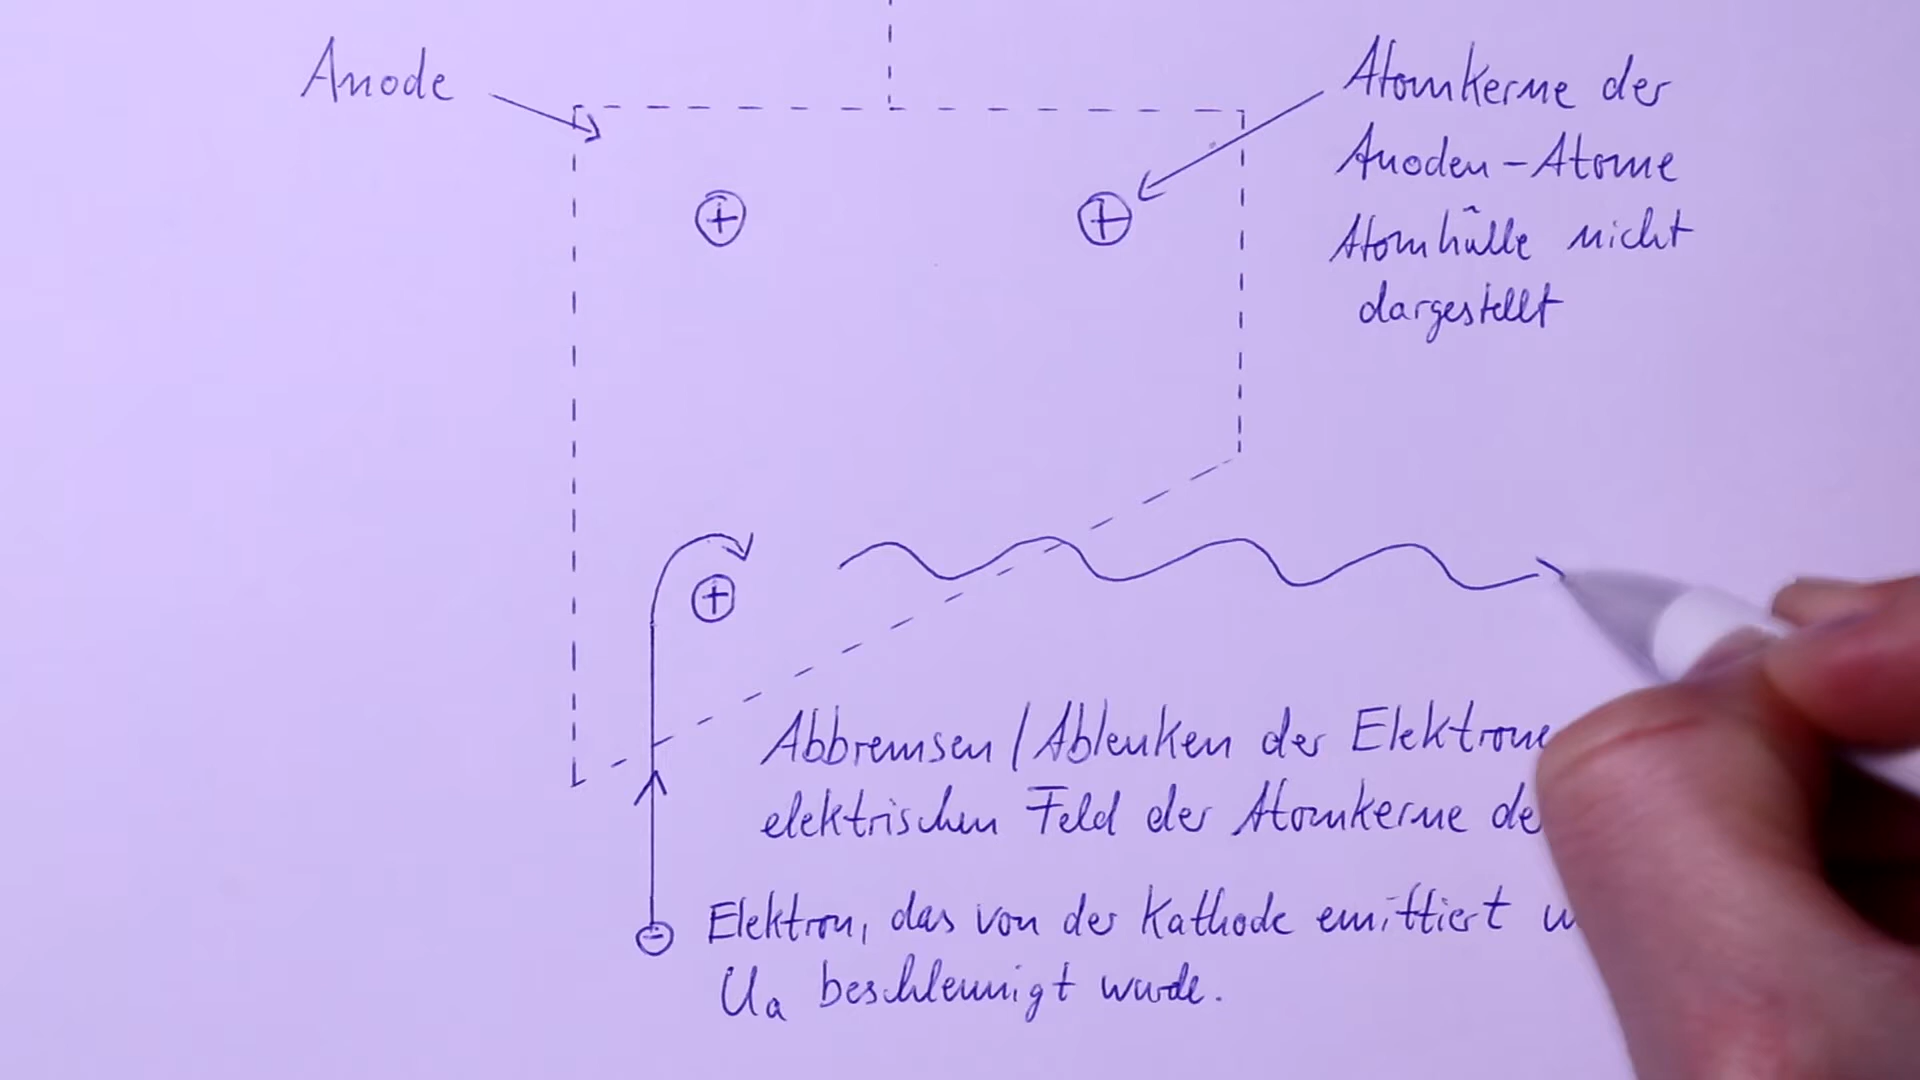 Anode
Atomkerne der
Anoden-Atome
Atomhülle nicht
dargestellt
+
+
+
Abbremsen/Ablenken der Elektrone
elektrischen Feld der Atomkerne de
Elektron, das von der Kathode emittiert
Ua beschleunigt wurde.
-